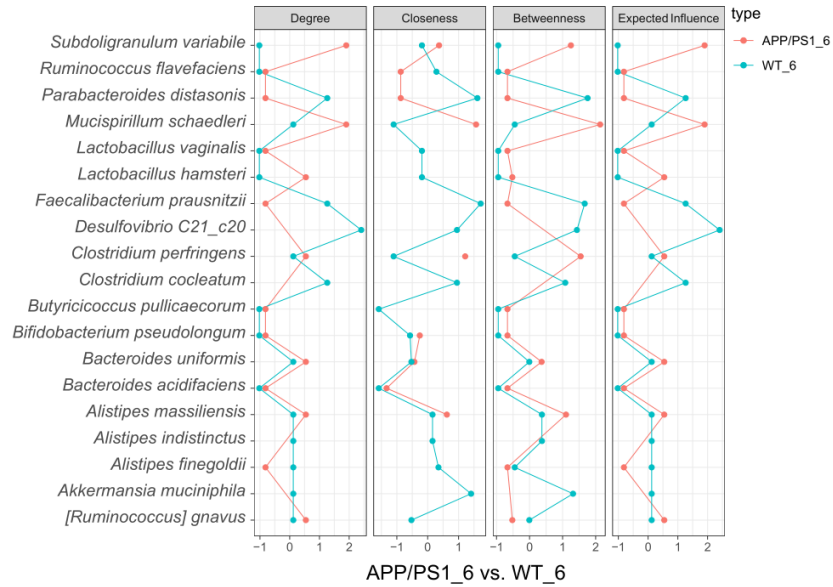 Degree Closeness Betweenness Expected Influence type
APP/PS1_6
WT_6
Subdoligranulum variabile
Ruminococcus flavefaciens
Parabacteroides distasonis
Mucispirillum schaedleri
Lactobacillus vaginalis
Lactobacillus hamsteri
Faecalibacterium prausnitzii
Desulfovibrio C21_c20
Clostridium perfringens
Clostridium cocleatum
Butyricicoccus pullicaecorum
Bifidobacterium pseudolongum
Bacteroides uniformis
Bacteroides acidifaciens
Alistipes massiliensis
Alistipes indistinctus
Alistipes finegoldii
Akkermansia muciniphila
[Ruminococcus] gnavus
−1 0 1 2 −1 0 1 −1 0 1 2 −1 0 1 2
APP/PS1_6 vs. WT_6